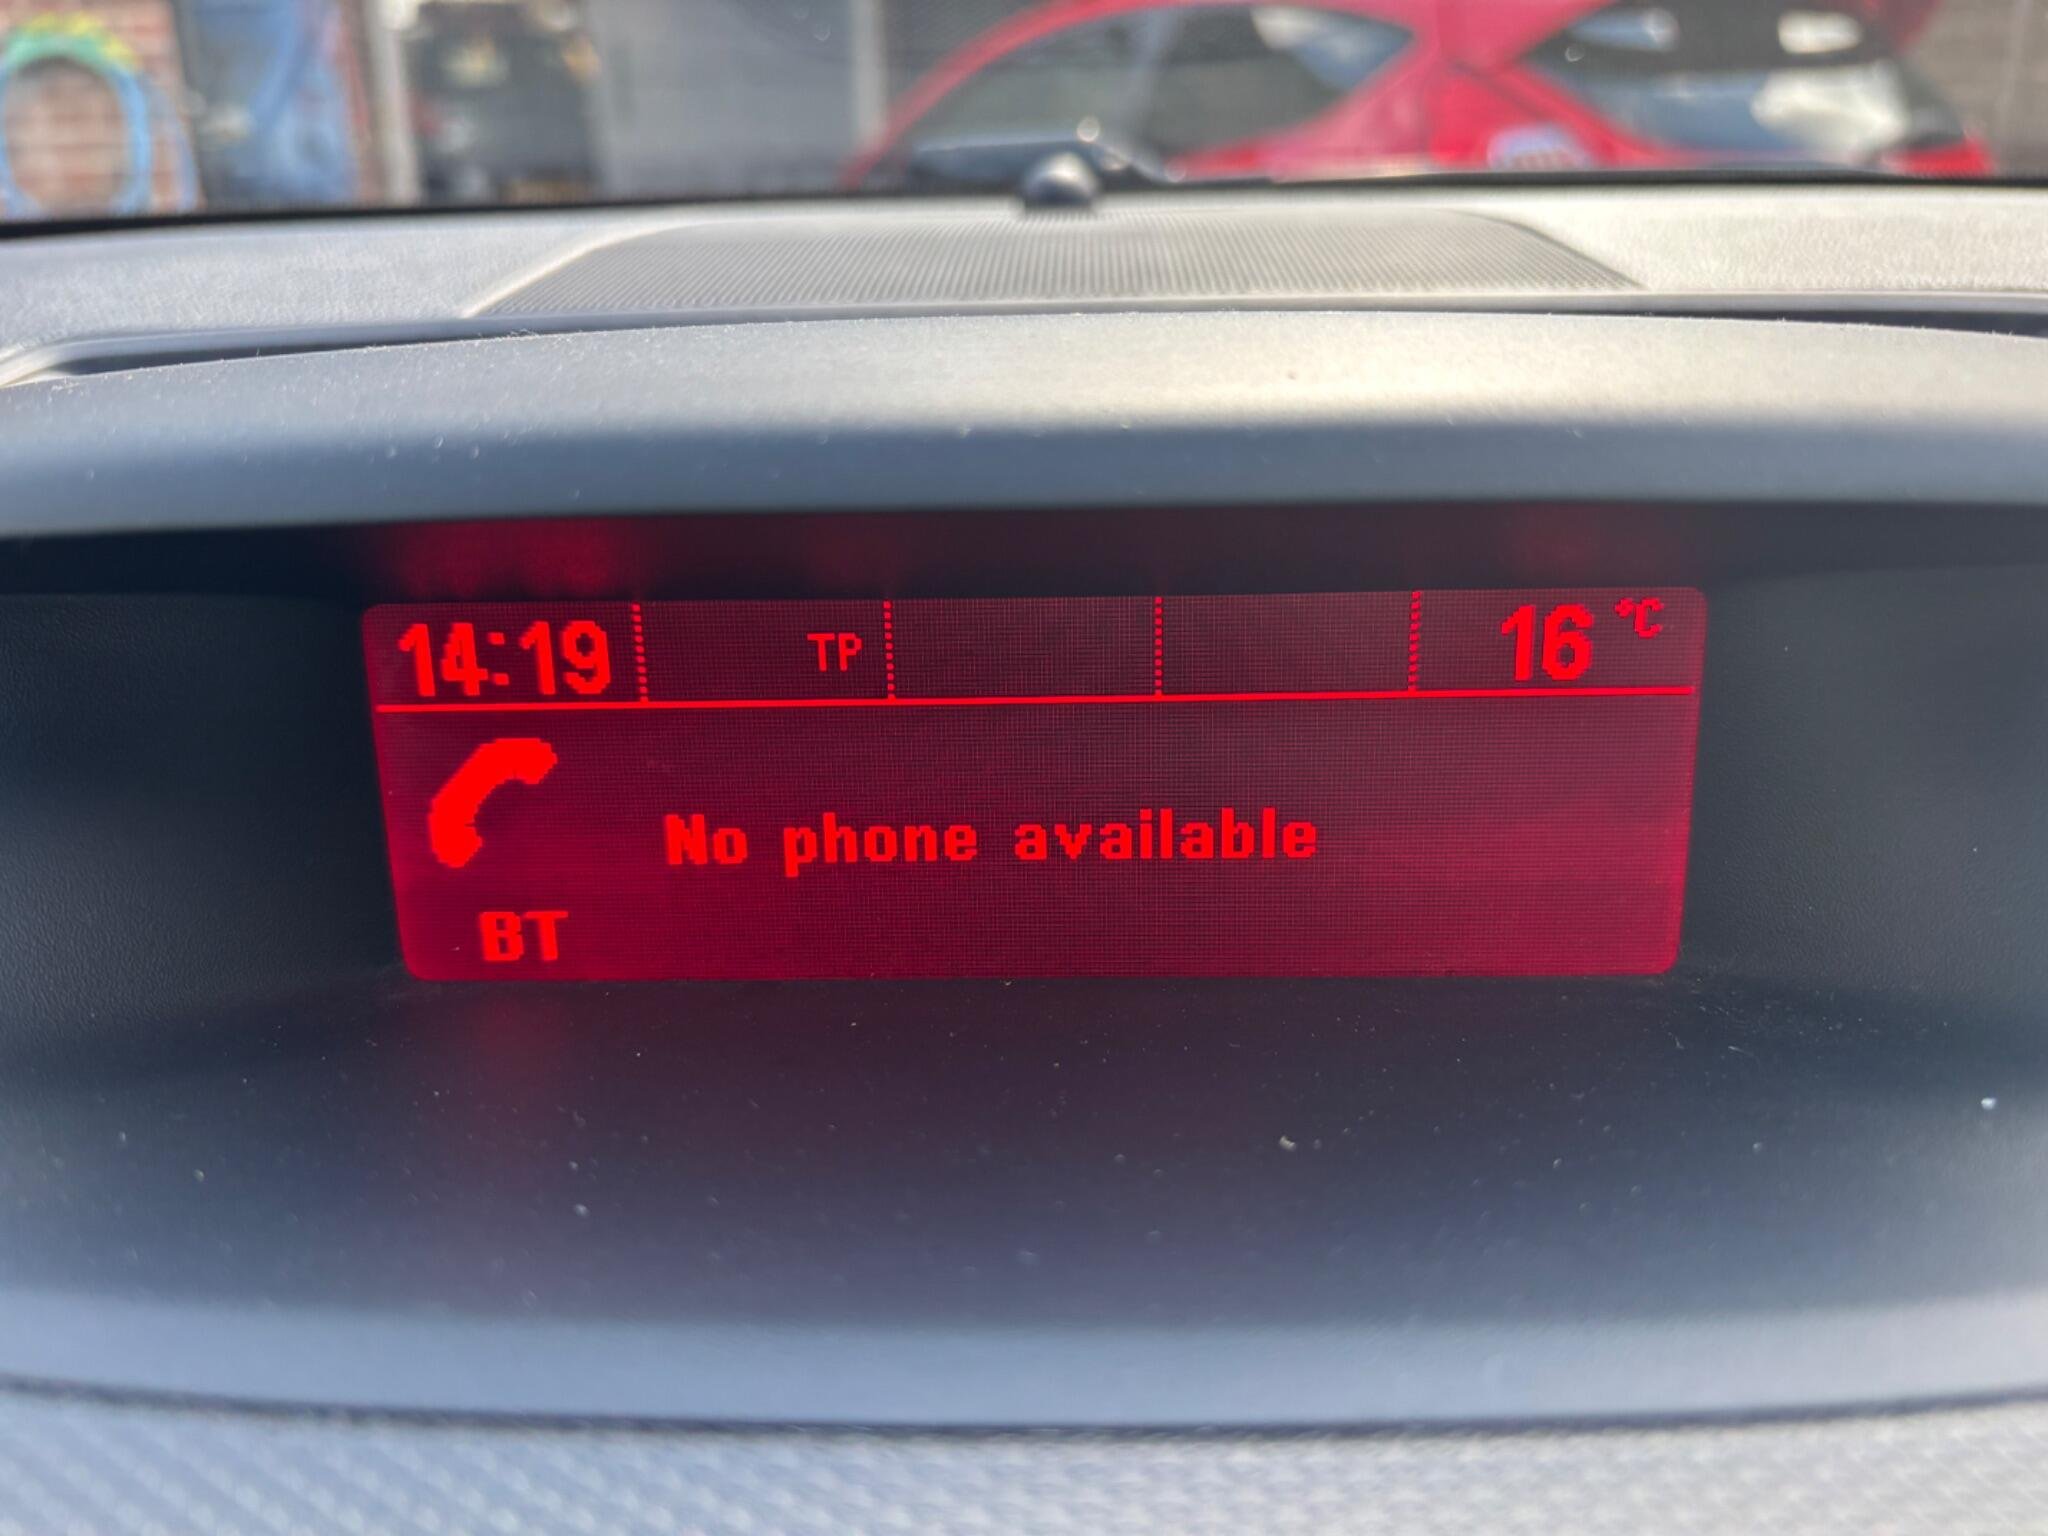 14:19 TP 16 °C
No phone available
BT